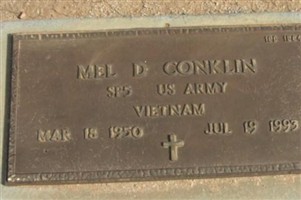 MEL D CONKLIN
SP5 US ARMY
VIETNAM
MAR 18 1950 JUL 19 1993